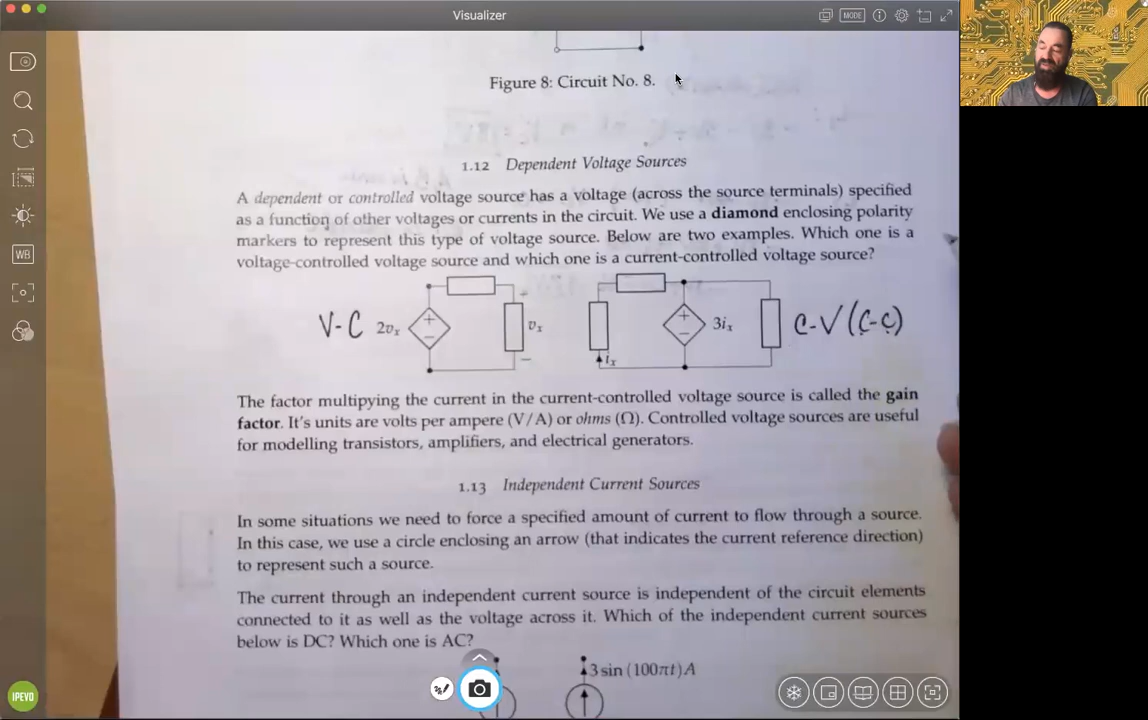 Visualizer
MODE
Figure 8: Circuit No. 8.
1.12 Dependent Voltage Sources
A dependent or controlled voltage source has a voltage (across the source terminals) specified
as a function of other voltages or currents in the circuit. We use a diamond enclosing polarity
markers to represent this type of voltage source. Below are two examples. Which one is a
voltage-controlled voltage source and which one is a current-controlled voltage source?
V-C 2vₓ + − + vₓ − iₓ + − 3iₓ C-V (C-C)
The factor multipying the current in the current-controlled voltage source is called the gain
factor. It's units are volts per ampere (V/A) or ohms (Ω). Controlled voltage sources are useful
for modelling transistors, amplifiers, and electrical generators.
1.13 Independent Current Sources
In some situations we need to force a specified amount of current to flow through a source.
In this case, we use a circle enclosing an arrow (that indicates the current reference direction)
to represent such a source.
The current through an independent current source is independent of the circuit elements
connected to it as well as the voltage across it. Which of the independent current sources
below is DC? Which one is AC?
3 sin (100πt) A
WB
IPEVO